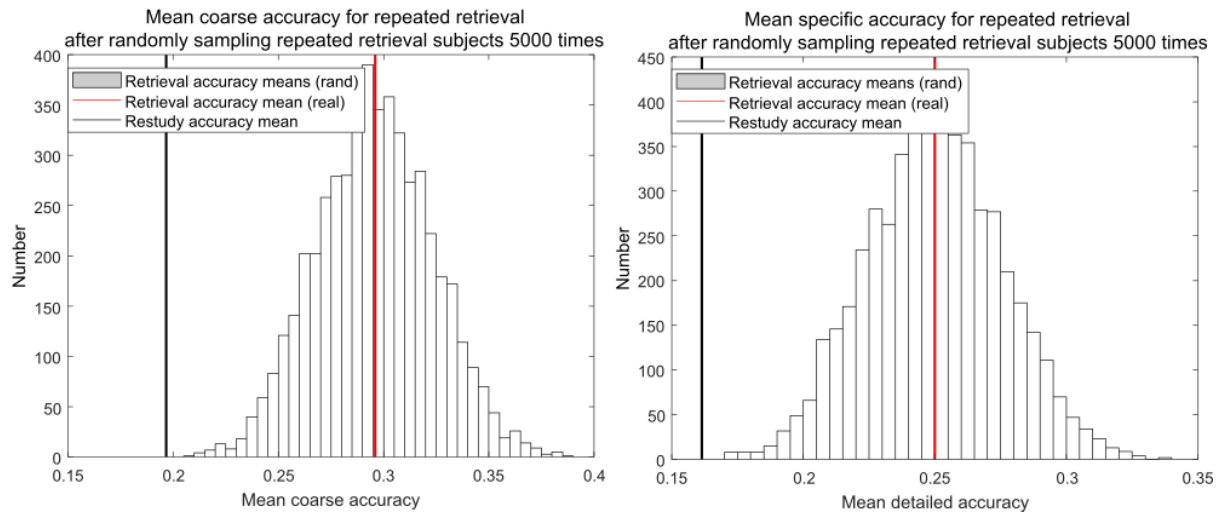 Mean coarse accuracy for repeated retrieval
after randomly sampling repeated retrieval subjects 5000 times
400
350
300
250
200
150
100
50
0
Number
Retrieval accuracy means (rand)
Retrieval accuracy mean (real)
Restudy accuracy mean
0.15
0.2
0.25
0.3
0.35
0.4
Mean coarse accuracy
Mean specific accuracy for repeated retrieval
after randomly sampling repeated retrieval subjects 5000 times
450
400
350
300
250
200
150
100
50
0
Number
Retrieval accuracy means (rand)
Retrieval accuracy mean (real)
Restudy accuracy mean
0.15
0.2
0.25
0.3
0.35
Mean detailed accuracy